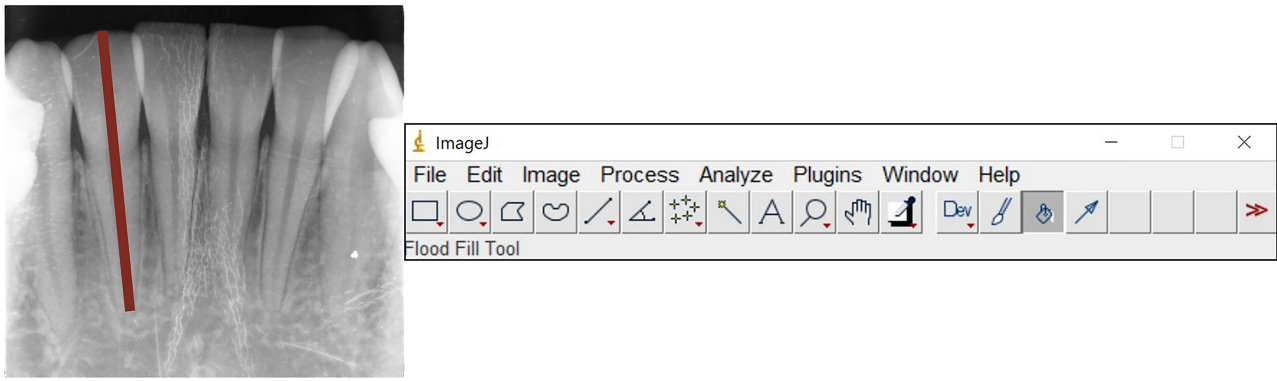 ImageJ
File Edit Image Process Analyze Plugins Window Help
A Dev
Flood Fill Tool